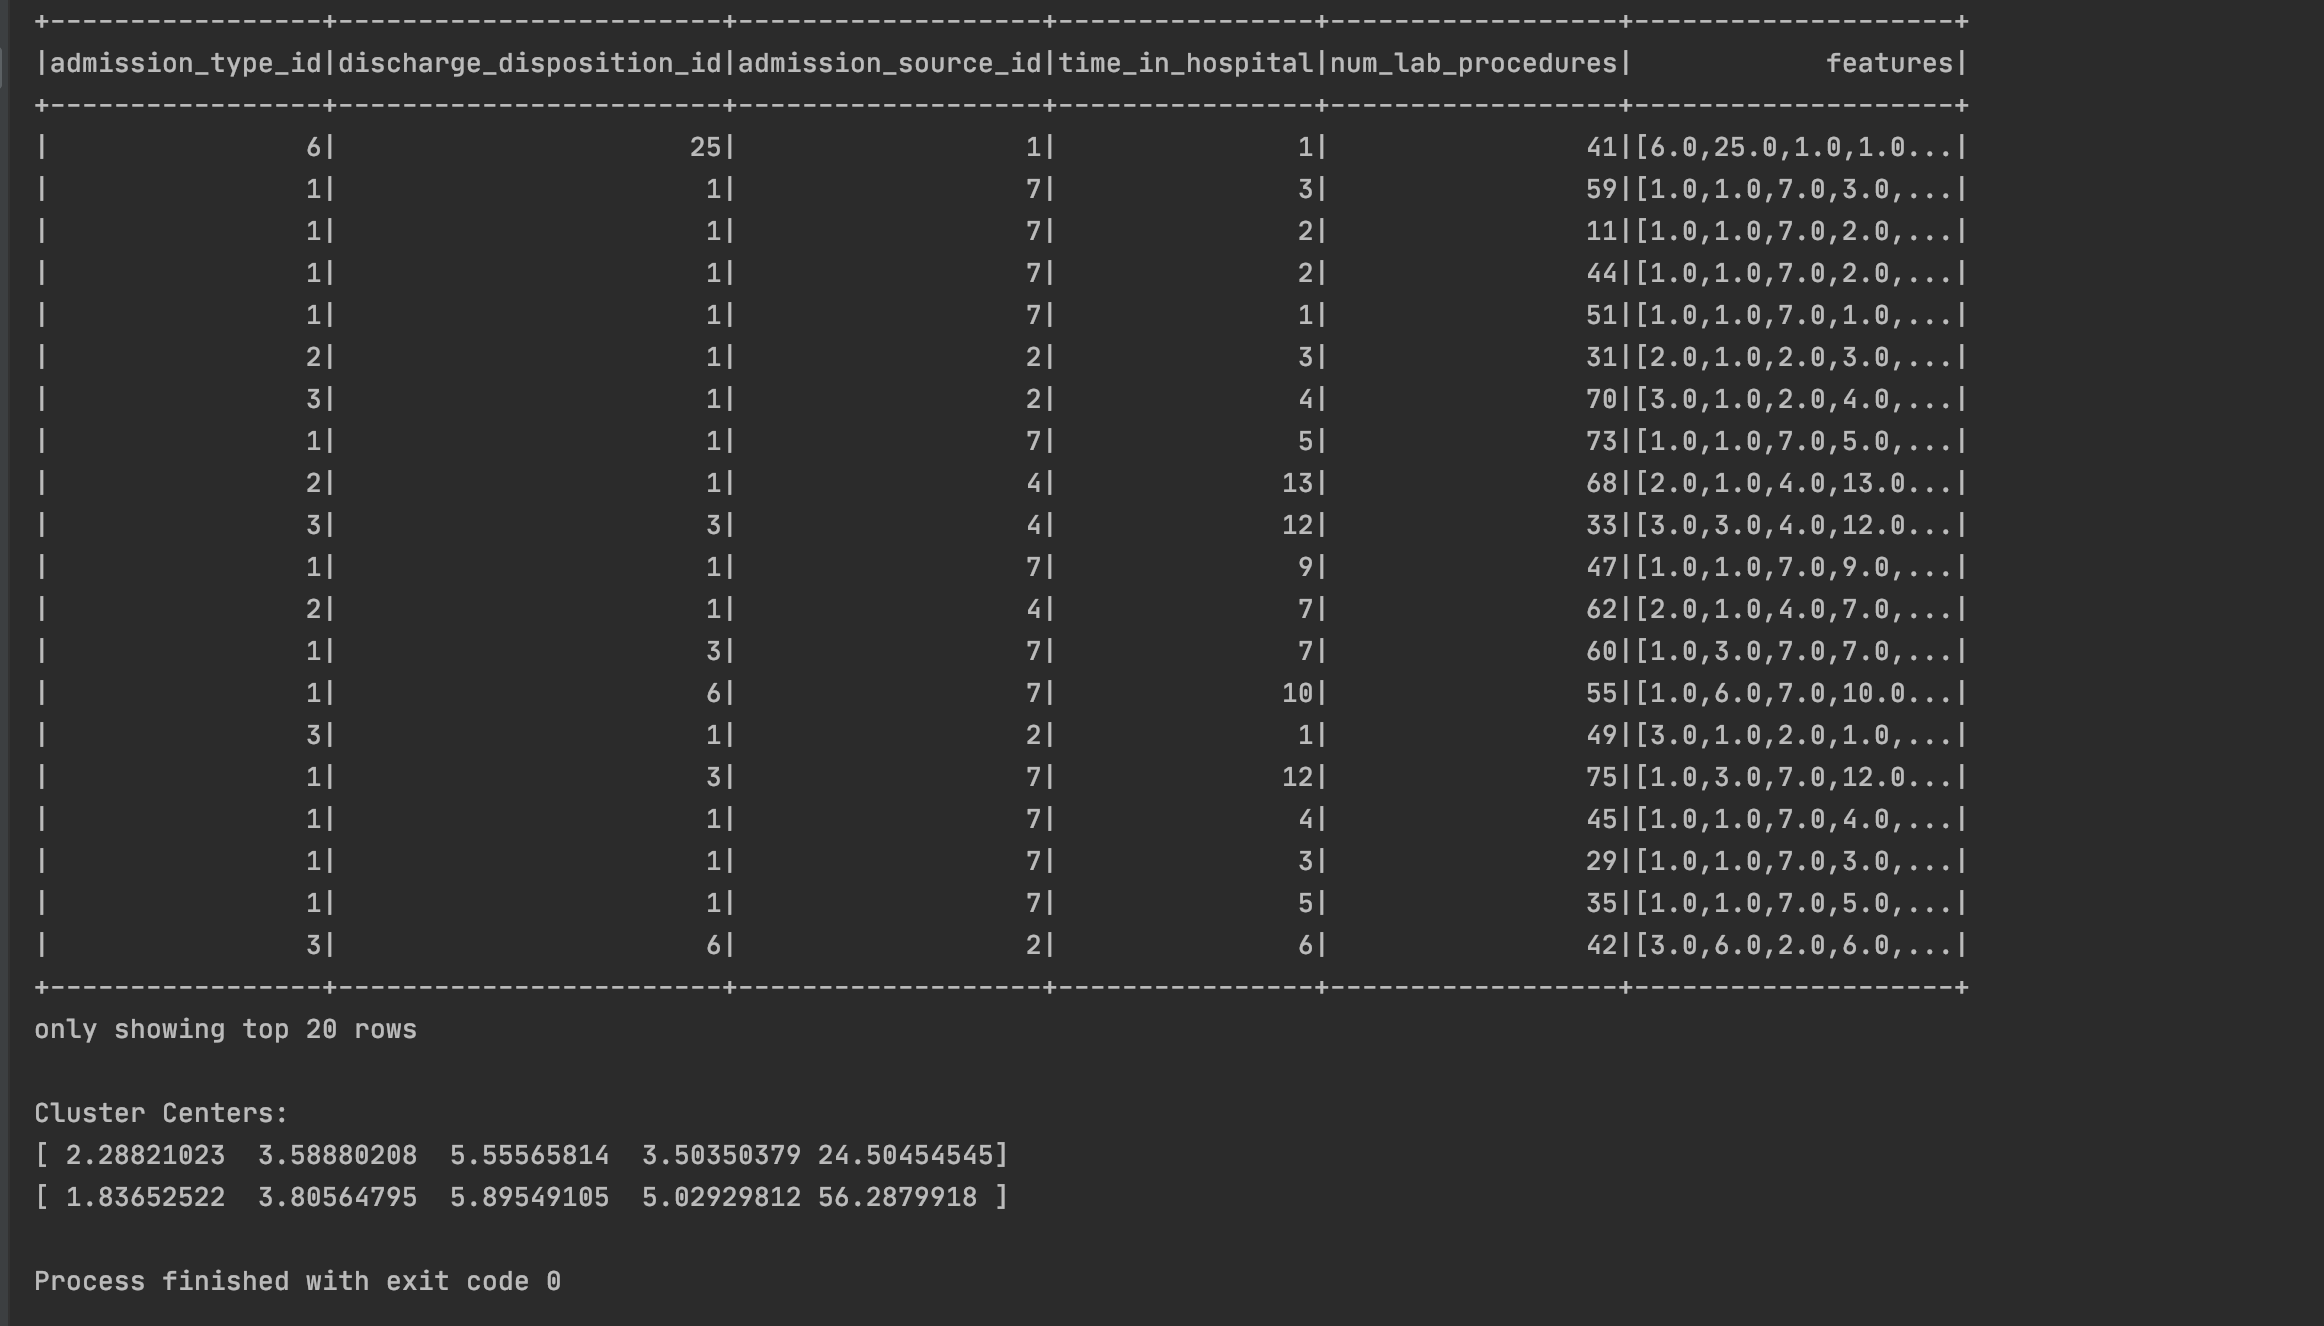 +-----------------+------------------------+-------------------+----------------+------------------+--------------------+
|admission_type_id|discharge_disposition_id|admission_source_id|time_in_hospital|num_lab_procedures|            features|
+-----------------+------------------------+-------------------+----------------+------------------+--------------------+
|                6|                      25|                  1|               1|                41|[6.0,25.0,1.0,1.0...|
|                1|                       1|                  7|               3|                59|[1.0,1.0,7.0,3.0,...|
|                1|                       1|                  7|               2|                11|[1.0,1.0,7.0,2.0,...|
|                1|                       1|                  7|               2|                44|[1.0,1.0,7.0,2.0,...|
|                1|                       1|                  7|               1|                51|[1.0,1.0,7.0,1.0,...|
|                2|                       1|                  2|               3|                31|[2.0,1.0,2.0,3.0,...|
|                3|                       1|                  2|               4|                70|[3.0,1.0,2.0,4.0,...|
|                1|                       1|                  7|               5|                73|[1.0,1.0,7.0,5.0,...|
|                2|                       1|                  4|              13|                68|[2.0,1.0,4.0,13.0...|
|                3|                       3|                  4|              12|                33|[3.0,3.0,4.0,12.0...|
|                1|                       1|                  7|               9|                47|[1.0,1.0,7.0,9.0,...|
|                2|                       1|                  4|               7|                62|[2.0,1.0,4.0,7.0,...|
|                1|                       3|                  7|               7|                60|[1.0,3.0,7.0,7.0,...|
|                1|                       6|                  7|              10|                55|[1.0,6.0,7.0,10.0...|
|                3|                       1|                  2|               1|                49|[3.0,1.0,2.0,1.0,...|
|                1|                       3|                  7|              12|                75|[1.0,3.0,7.0,12.0...|
|                1|                       1|                  7|               4|                45|[1.0,1.0,7.0,4.0,...|
|                1|                       1|                  7|               3|                29|[1.0,1.0,7.0,3.0,...|
|                1|                       1|                  7|               5|                35|[1.0,1.0,7.0,5.0,...|
|                3|                       6|                  2|               6|                42|[3.0,6.0,2.0,6.0,...|
+-----------------+------------------------+-------------------+----------------+------------------+--------------------+
only showing top 20 rows

Cluster Centers:
[ 2.28821023  3.58880208  5.55565814  3.50350379 24.50454545]
[ 1.83652522  3.80564795  5.89549105  5.02929812 56.2879918 ]

Process finished with exit code 0